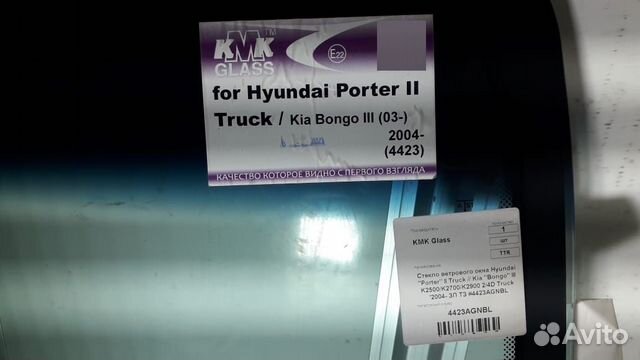 KMK TM
GLASS
E22
for Hyundai Porter II
Truck / Kia Bongo III (03-)
2004-
(4423)
КАЧЕСТВО КОТОРОЕ ВИДНО С ПЕРВОГО ВЗГЛЯДА
KMK Glass
1
шт
TTR
Стекло ветрового окна Hyundai
"Porter" II Truck // Kia "Bongo" III
K2500/K2700/K2900 2/4D Truck
'2004- ЗП ТЗ #4423AGNBL
4423AGNBL
Avito